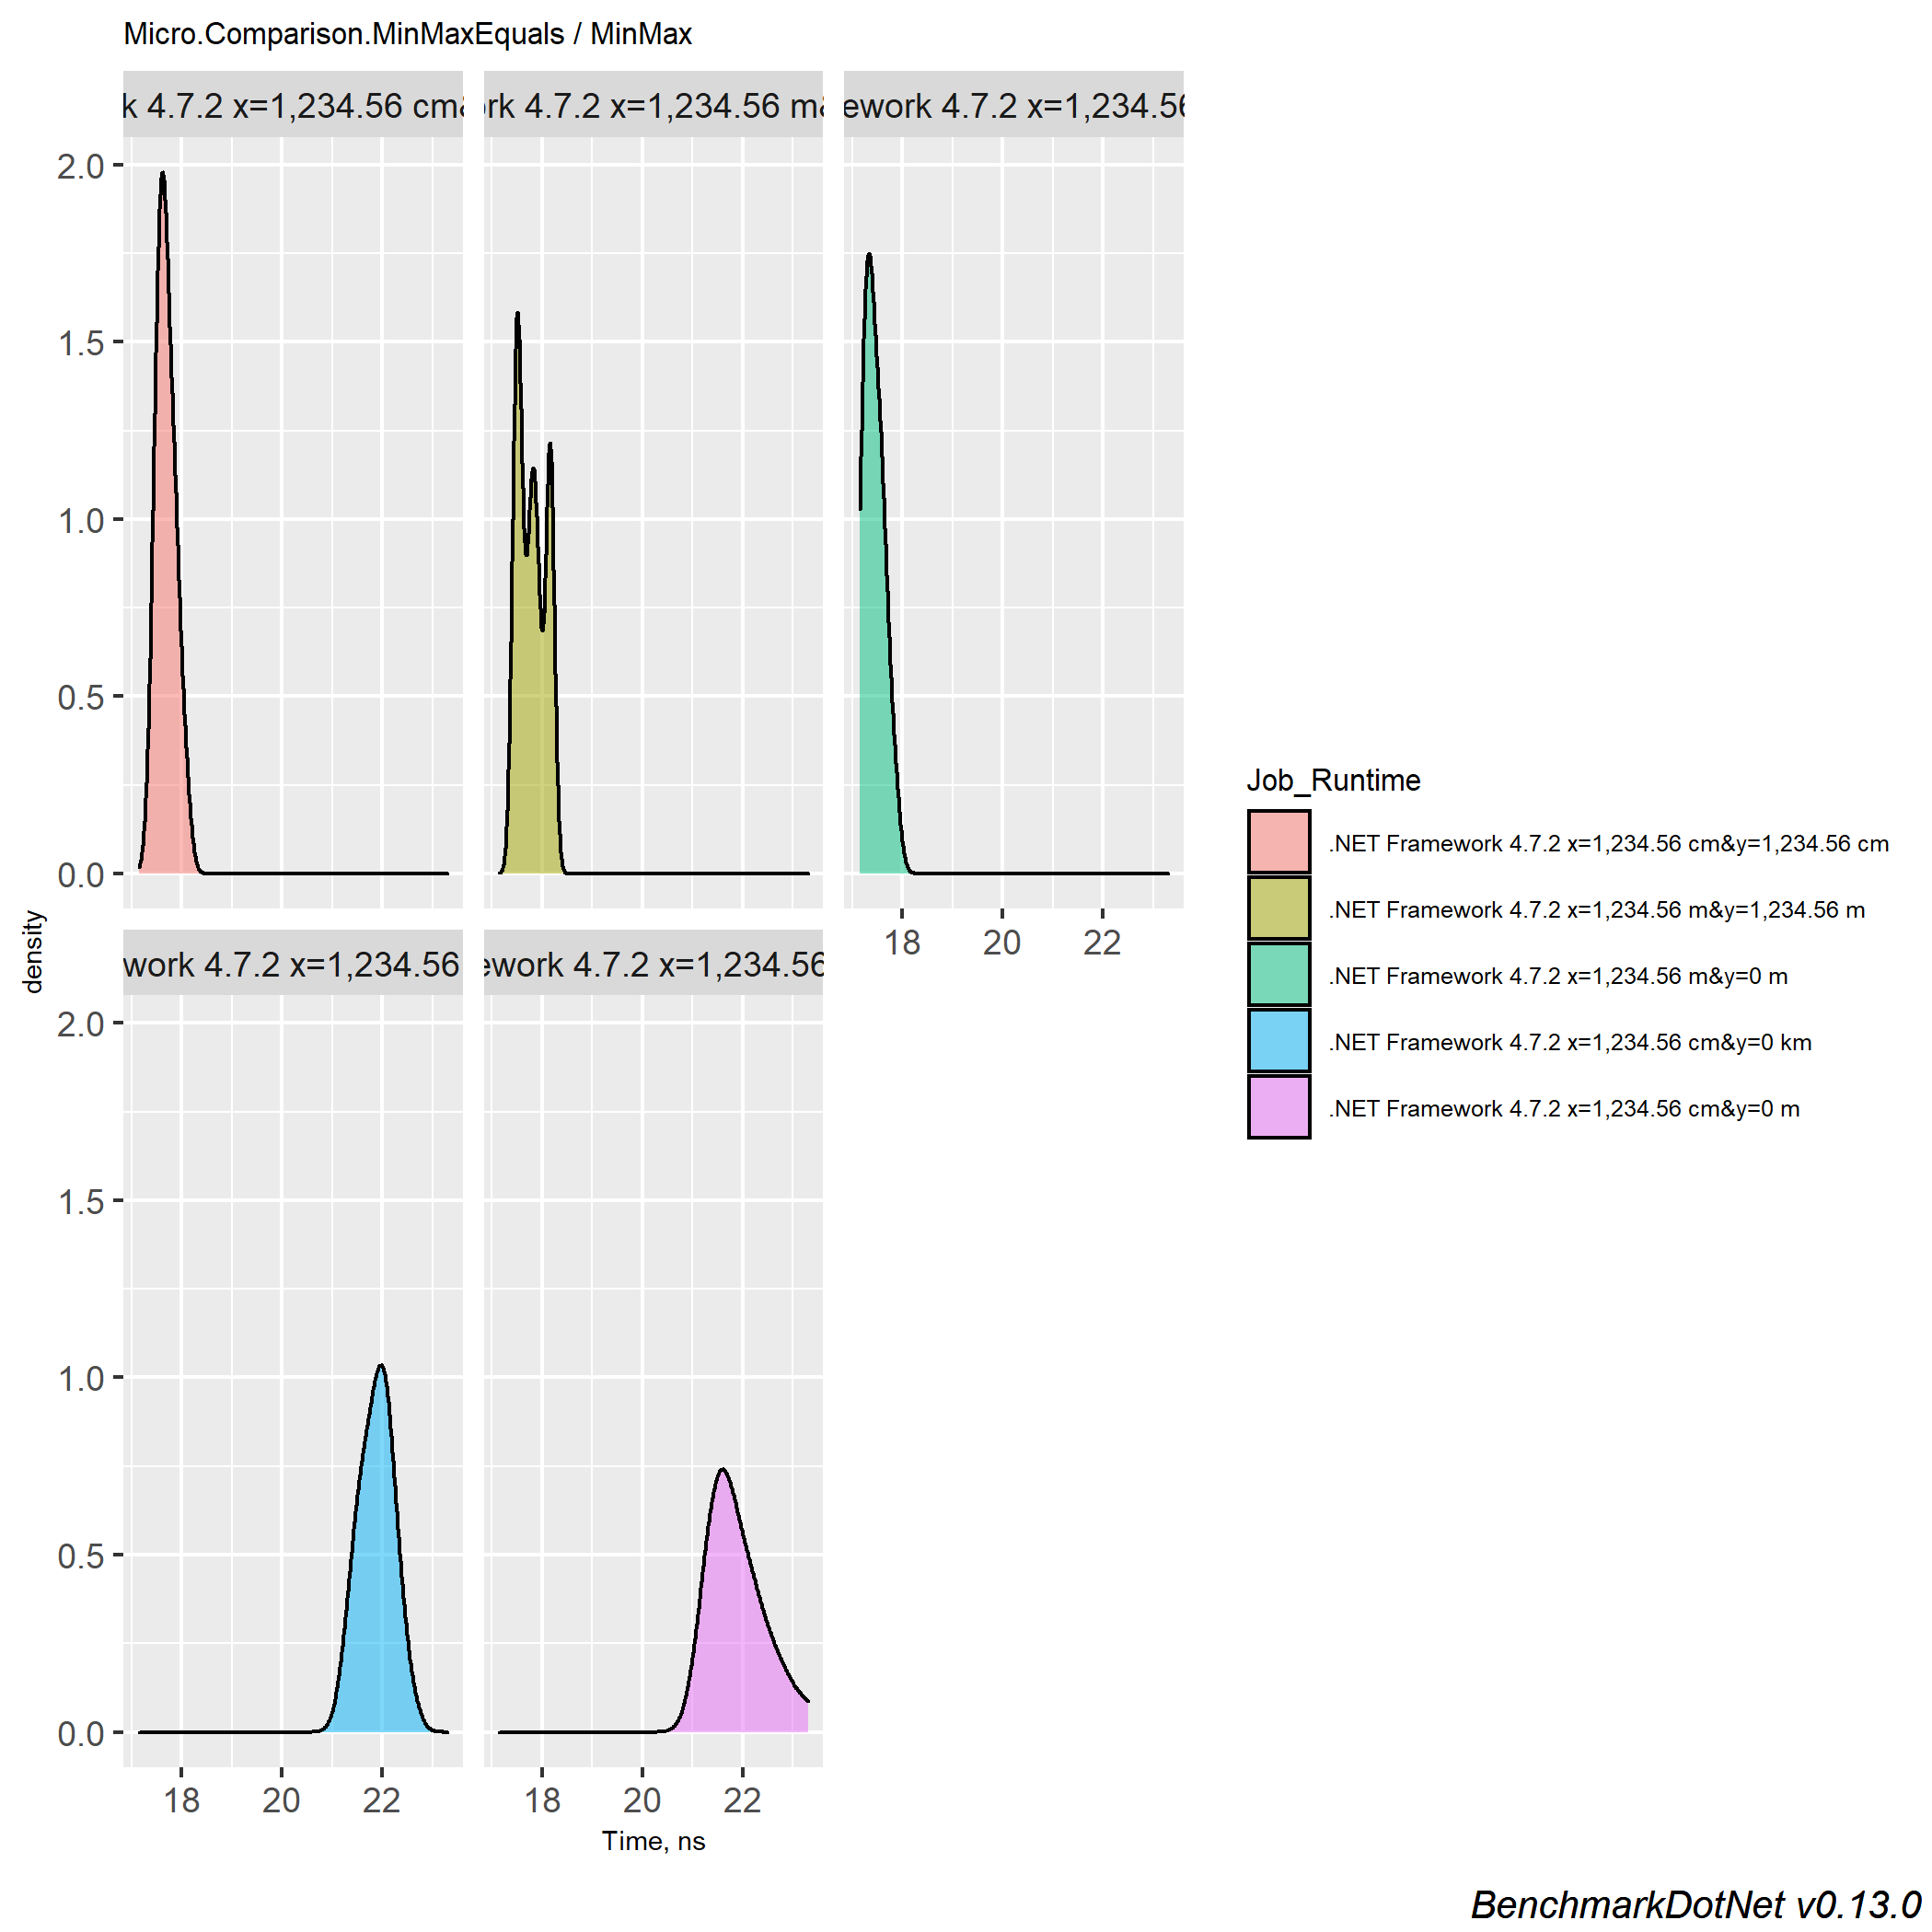 Micro.Comparison.MinMaxEquals / MinMax
k 4.7.2 x=1,234.56 cm&
ork 4.7.2 x=1,234.56 m&
ework 4.7.2 x=1,234.56
2.0
1.5
1.0
0.5
0.0
18 20 22
density
work 4.7.2 x=1,234.56
ework 4.7.2 x=1,234.56
2.0
1.5
1.0
0.5
0.0
18 20 22
18 20 22
Time, ns
Job_Runtime
.NET Framework 4.7.2 x=1,234.56 cm&y=1,234.56 cm
.NET Framework 4.7.2 x=1,234.56 m&y=1,234.56 m
.NET Framework 4.7.2 x=1,234.56 m&y=0 m
.NET Framework 4.7.2 x=1,234.56 cm&y=0 km
.NET Framework 4.7.2 x=1,234.56 cm&y=0 m
BenchmarkDotNet v0.13.0